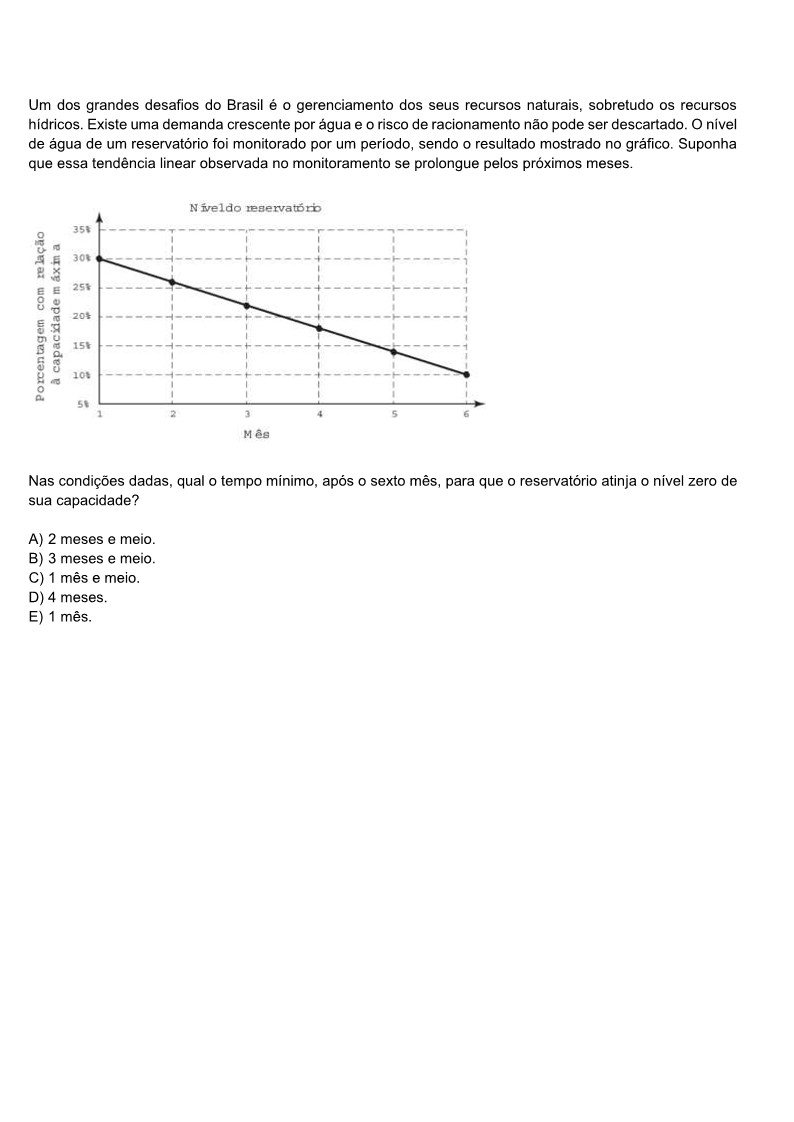 Um dos grandes desafios do Brasil é o gerenciamento dos seus recursos naturais, sobretudo os recursos
hídricos. Existe uma demanda crescente por água e o risco de racionamento não pode ser descartado. O nível
de água de um reservatório foi monitorado por um período, sendo o resultado mostrado no gráfico. Suponha
que essa tendência linear observada no monitoramento se prolongue pelos próximos meses.
Nível do reservatório
Porcentagem com relação
à capacidade máxima
35%
30%
25%
20%
15%
10%
5%
1 2 3 4 5 6
Mês
Nas condições dadas, qual o tempo mínimo, após o sexto mês, para que o reservatório atinja o nível zero de
sua capacidade?
A) 2 meses e meio.
B) 3 meses e meio.
C) 1 mês e meio.
D) 4 meses.
E) 1 mês.